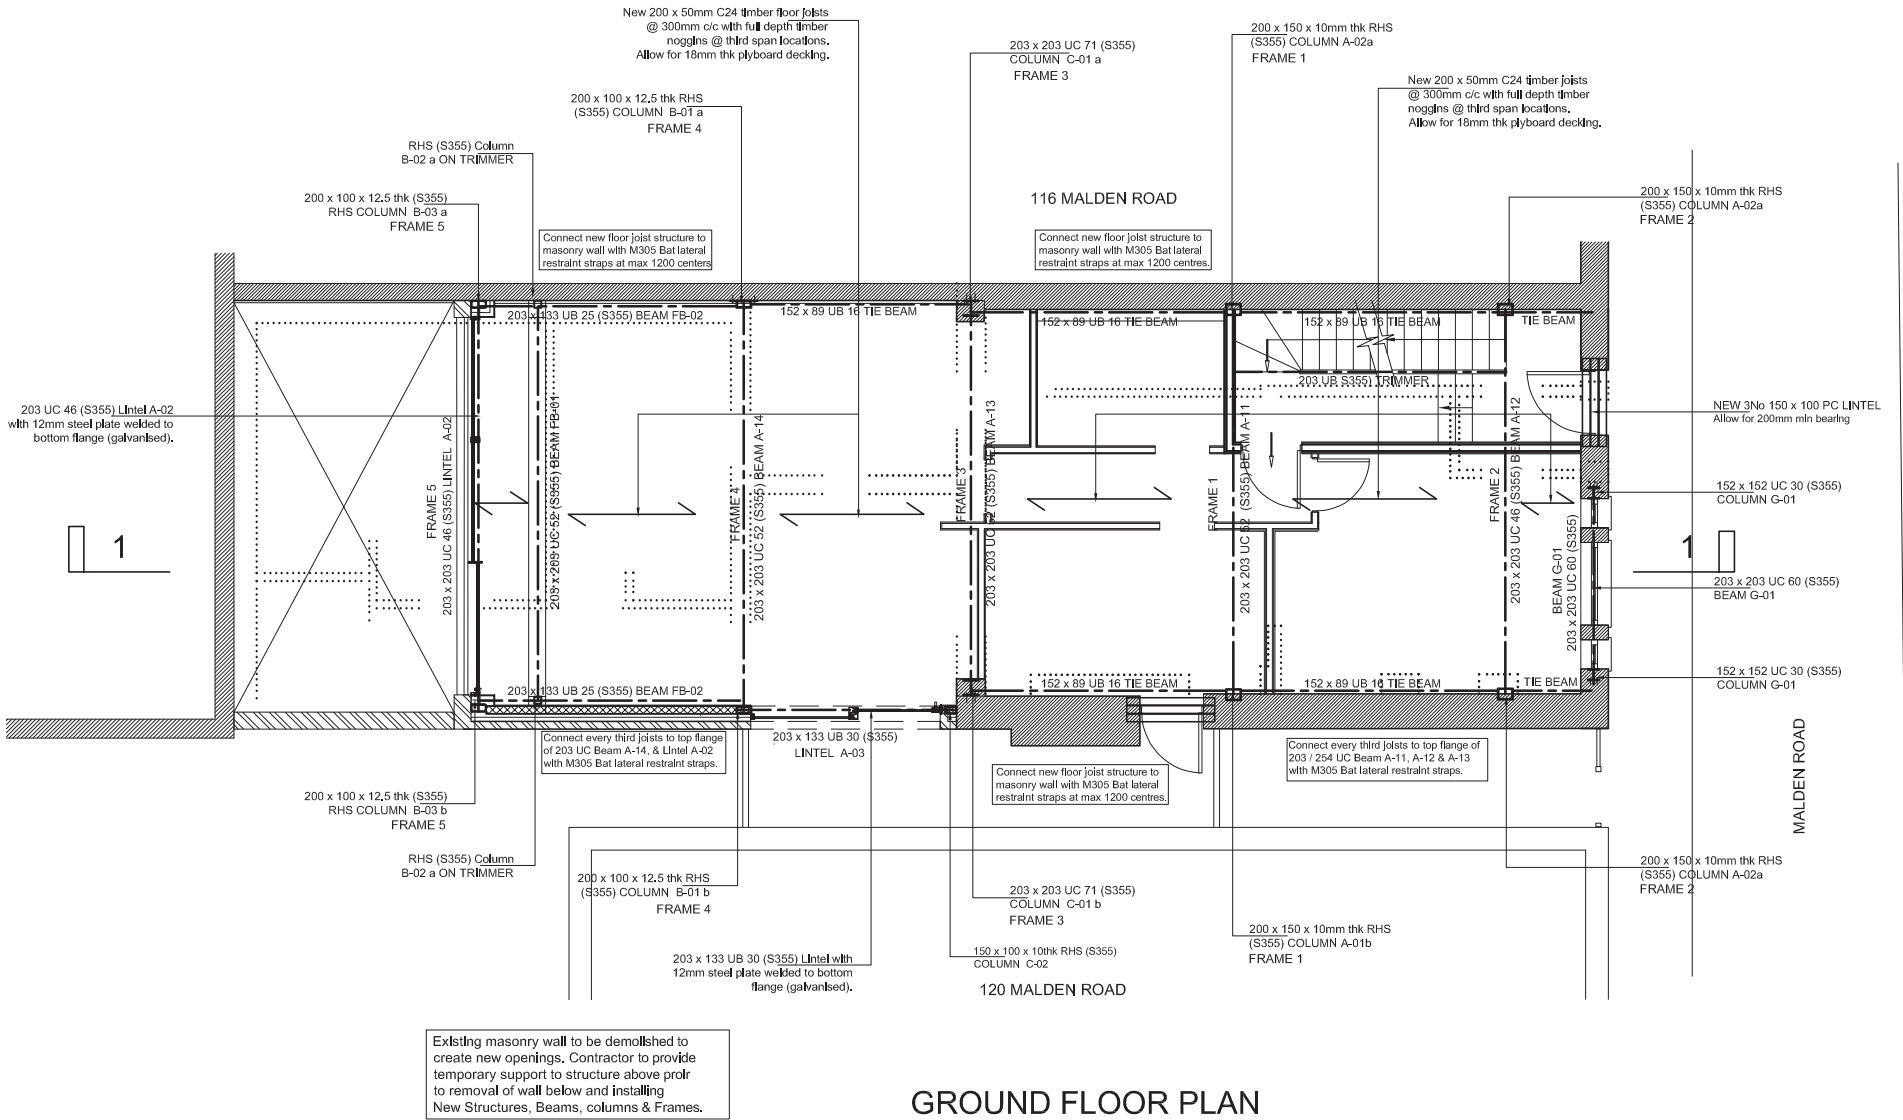 New 200 x 50mm C24 timber floor joists
@ 300mm c/c with full depth timber
noggins @ third span locations.
Allow for 18mm thk plyboard decking.
203 x 203 UC 71 (S355)
COLUMN C-01 a
FRAME 3
200 x 150 x 10mm thk RHS
(S355) COLUMN A-02a
FRAME 1
New 200 x 50mm C24 timber joists
@ 300mm c/c with full depth timber
noggins @ third span locations.
Allow for 18mm thk plyboard decking.
200 x 100 x 12.5 thk RHS
(S355) COLUMN B-01 a
FRAME 4
RHS (S355) Column
B-02 a ON TRIMMER
200 x 100 x 12.5 thk (S355)
RHS COLUMN B-03 a
FRAME 5
116 MALDEN ROAD
200 x 150 x 10mm thk RHS
(S355) COLUMN A-02a
FRAME 2
Connect new floor joist structure to
masonry wall with M305 Bat lateral
restraint straps at max 1200 centers
Connect new floor joist structure to
masonry wall with M305 Bat lateral
restraint straps at max 1200 centres.
203 x 133 UB 25 (S355) BEAM FB-02
152 x 89 UB 16 TIE BEAM
152 x 89 UB 16 TIE BEAM
152 x 89 UB 16 TIE BEAM
TIE BEAM
203 UB S355) TRIMMER
203 UC 46 (S355) Lintel A-02
with 12mm steel plate welded to
bottom flange (galvanised).
FRAME 5
203 x 203 UC 46 (S355) LINTEL A-02
203 x 203 UC 52 (S355) BEAM FB-01
FRAME 4
203 x 203 UC 52 (S355) BEAM A-14
FRAME 3
203 x 203 UC 52 (S355) BEAM A-13
FRAME 1
203 x 203 UC 52 (S355) BEAM A-11
FRAME 2
203 x 203 UC 46 (S355) BEAM A-12
BEAM G-01
203 x 203 UC 60 (S355)
NEW 3No 150 x 100 PC LINTEL
Allow for 200mm min bearing
152 x 152 UC 30 (S355)
COLUMN G-01
1
1
203 x 203 UC 60 (S355)
BEAM G-01
152 x 152 UC 30 (S355)
COLUMN G-01
203 x 133 UB 25 (S355) BEAM FB-02
152 x 89 UB 16 TIE BEAM
152 x 89 UB 16 TIE BEAM
TIE BEAM
MALDEN ROAD
Connect every third joists to top flange
of 203 UC Beam A-14, & Lintel A-02
with M305 Bat lateral restraint straps.
203 x 133 UB 30 (S355)
LINTEL A-03
Connect new floor joist structure to
masonry wall with M305 Bat lateral
restraint straps at max 1200 centres.
Connect every third joists to top flange of
203 / 254 UC Beam A-11, A-12 & A-13
with M305 Bat lateral restraint straps.
200 x 100 x 12.5 thk (S355)
RHS COLUMN B-03 b
FRAME 5
RHS (S355) Column
B-02 a ON TRIMMER
200 x 100 x 12.5 thk RHS
(S355) COLUMN B-01 b
FRAME 4
203 x 203 UC 71 (S355)
COLUMN C-01 b
FRAME 3
200 x 150 x 10mm thk RHS
(S355) COLUMN A-02a
FRAME 2
200 x 150 x 10mm thk RHS
(S355) COLUMN A-01b
FRAME 1
203 x 133 UB 30 (S355) Lintel with
12mm steel plate welded to bottom
flange (galvanised).
150 x 100 x 10thk RHS (S355)
COLUMN C-02
120 MALDEN ROAD
Existing masonry wall to be demolished to
create new openings. Contractor to provide
temporary support to structure above proir
to removal of wall below and installing
New Structures, Beams, columns & Frames.
GROUND FLOOR PLAN